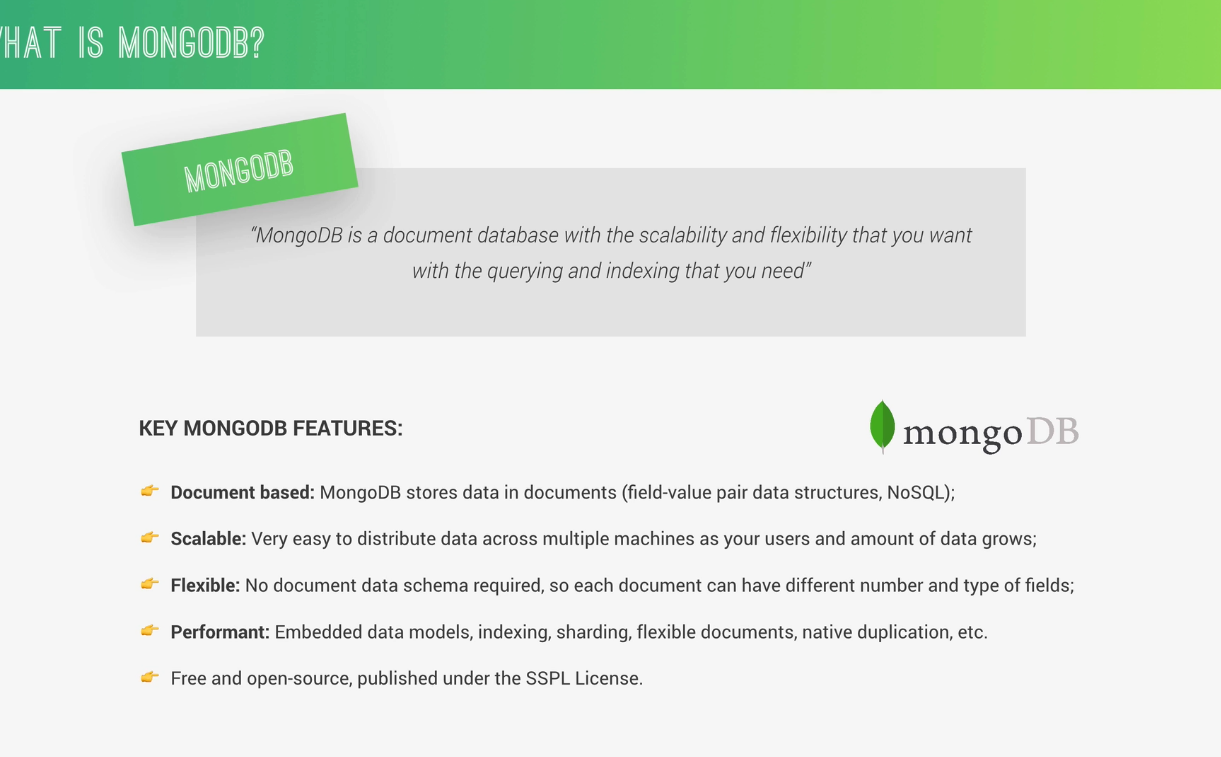 WHAT IS MONGODB?
MONGODB
“MongoDB is a document database with the scalability and flexibility that you want
with the querying and indexing that you need”
KEY MONGODB FEATURES:
mongoDB
👉 Document based: MongoDB stores data in documents (field-value pair data structures, NoSQL);
👉 Scalable: Very easy to distribute data across multiple machines as your users and amount of data grows;
👉 Flexible: No document data schema required, so each document can have different number and type of fields;
👉 Performant: Embedded data models, indexing, sharding, flexible documents, native duplication, etc.
👉 Free and open-source, published under the SSPL License.